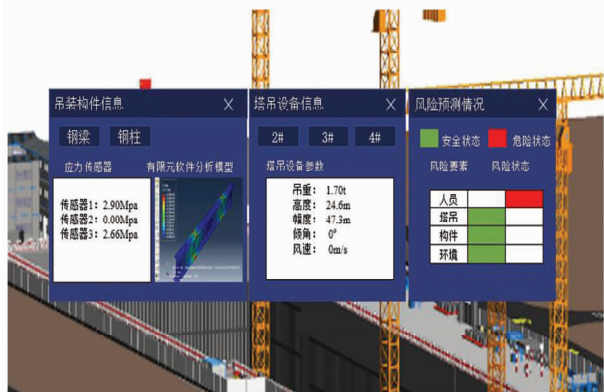 吊装构件信息 X
钢梁 钢柱
应力传感器 有限元软件分析模型
传感器1: 2.90Mpa
传感器2: 0.00Mpa
传感器3: 2.66Mpa
塔吊设备信息 X
2# 3# 4#
塔吊设备参数
吊重: 1.70t
高度: 24.6m
幅度: 47.3m
倾角: 0°
风速: 0m/s
风险预测情况 X
安全状态 危险状态
风险要素 风险状态
人员
塔吊
构件
环境